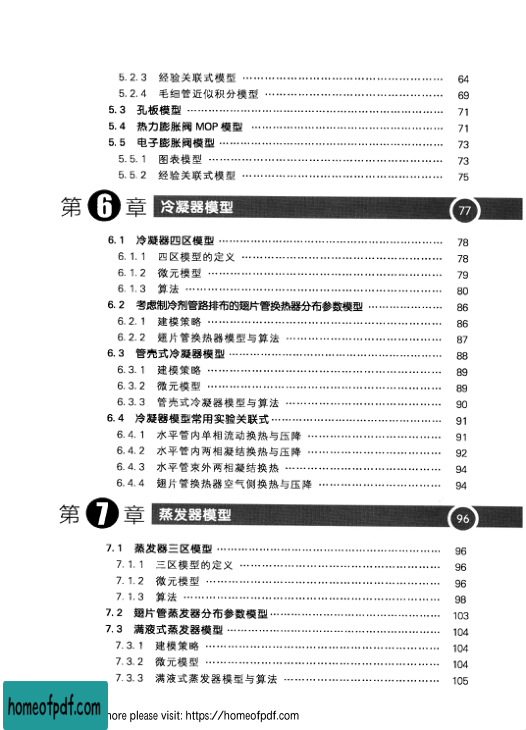 5.2.3 经验关联式模型 …… 64
5.2.4 毛细管近似积分模型 …… 69
5.3 孔板模型 …… 71
5.4 热力膨胀阀 MOP 模型 …… 71
5.5 电子膨胀阀模型 …… 73
5.5.1 图表模型 …… 73
5.5.2 经验关联式模型 …… 75
第 6 章 冷凝器模型 77
6.1 冷凝器四区模型 …… 78
6.1.1 四区模型的定义 …… 78
6.1.2 微元模型 …… 79
6.1.3 算法 …… 80
6.2 考虑制冷剂管路排布的翅片管换热器分布参数模型 …… 86
6.2.1 建模策略 …… 86
6.2.2 翅片管换热器模型与算法 …… 87
6.3 管壳式冷凝器模型 …… 88
6.3.1 建模策略 …… 89
6.3.2 微元模型 …… 89
6.3.3 管壳式冷凝器模型与算法 …… 90
6.4 冷凝器模型常用实验关联式 …… 91
6.4.1 水平管内单相流动换热与压降 …… 91
6.4.2 水平管内两相凝结换热与压降 …… 92
6.4.3 水平管束外两相凝结换热 …… 94
6.4.4 翅片管换热器空气侧换热与压降 …… 94
第 7 章 蒸发器模型 96
7.1 蒸发器三区模型 …… 96
7.1.1 三区模型的定义 …… 96
7.1.2 微元模型 …… 96
7.1.3 算法 …… 98
7.2 翅片管蒸发器分布参数模型 …… 103
7.3 满液式蒸发器模型 …… 104
7.3.1 建模策略 …… 104
7.3.2 微元模型 …… 104
7.3.3 满液式蒸发器模型与算法 …… 105
homeofpdf.com
more please visit: https://homeofpdf.com